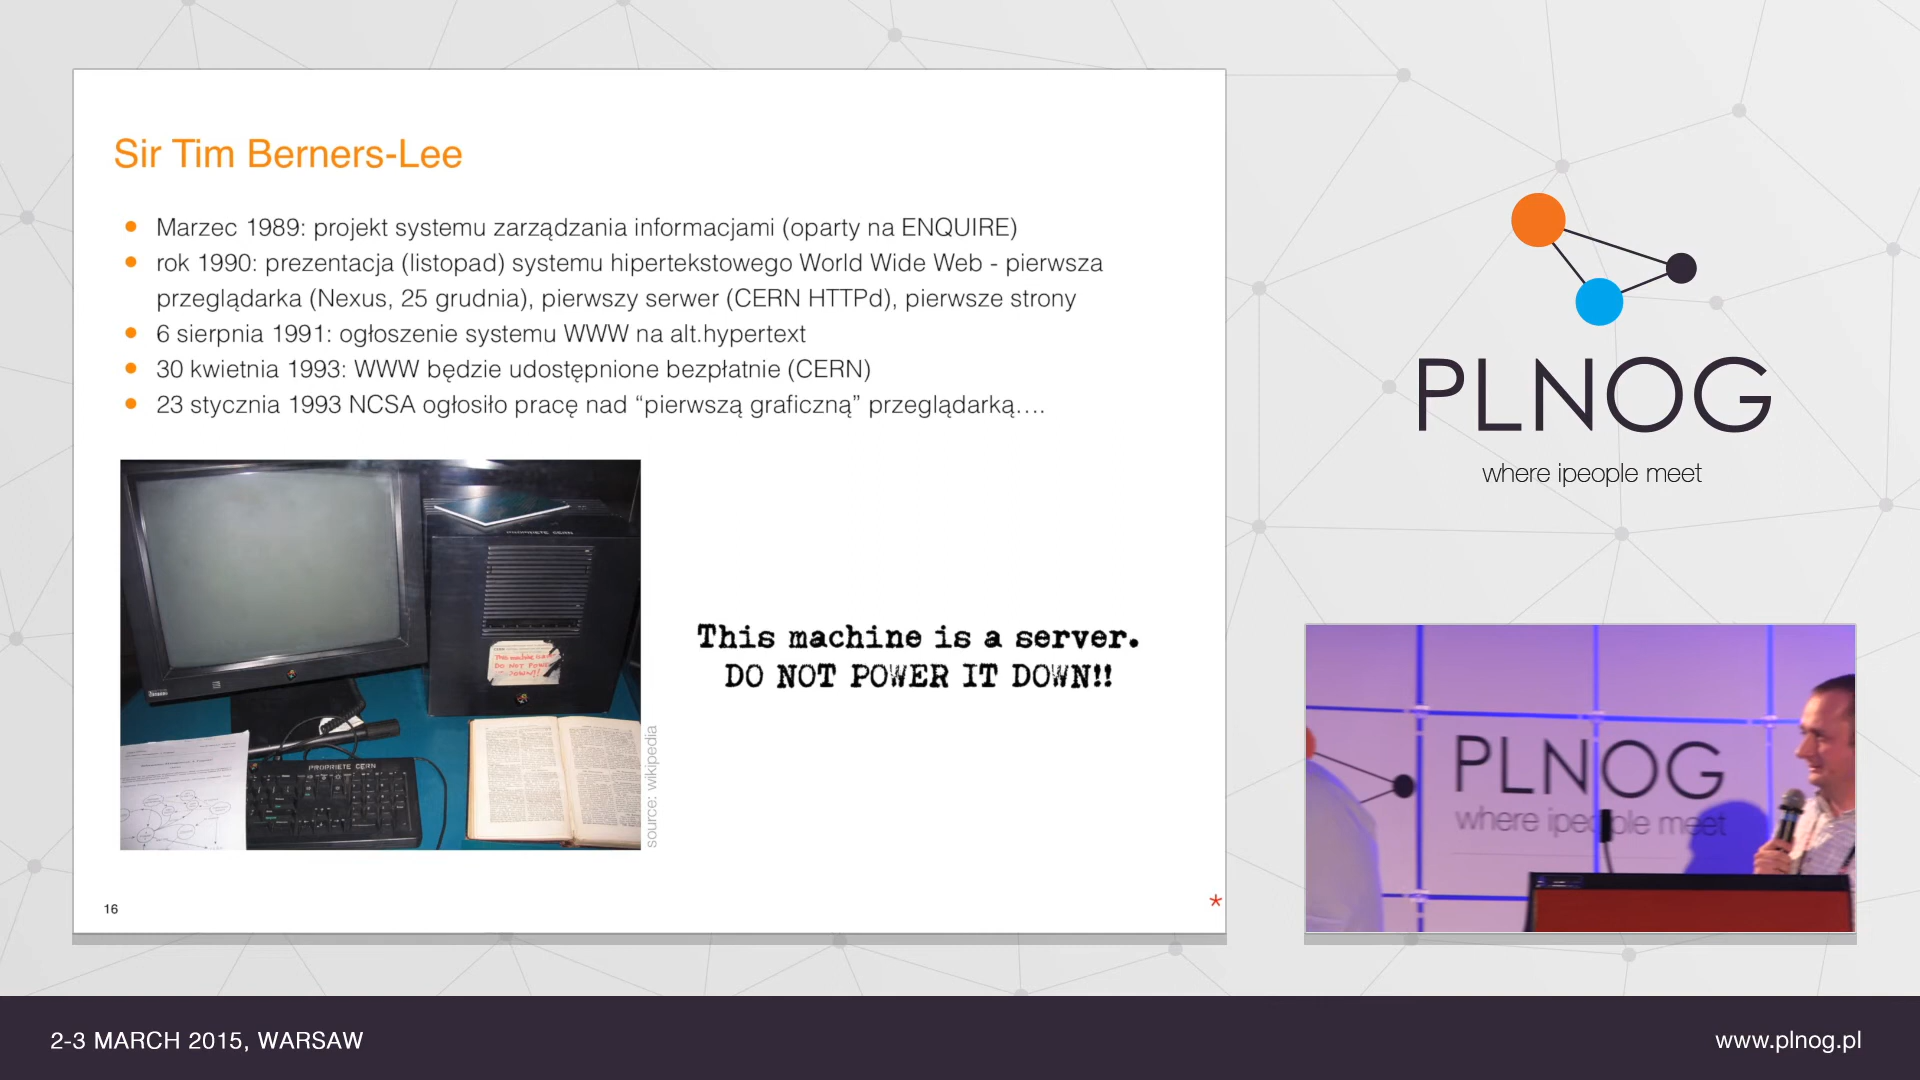 Sir Tim Berners-Lee
● Marzec 1989: projekt systemu zarządzania informacjami (oparty na ENQUIRE)
● rok 1990: prezentacja (listopad) systemu hipertekstowego World Wide Web - pierwsza
przeglądarka (Nexus, 25 grudnia), pierwszy serwer (CERN HTTPd), pierwsze strony
● 6 sierpnia 1991: ogłoszenie systemu WWW na alt.hypertext
● 30 kwietnia 1993: WWW będzie udostępnione bezpłatnie (CERN)
● 23 stycznia 1993 NCSA ogłosiło pracę nad “pierwszą graficzną” przeglądarką….
PROPRIETE CERN
This machine is a server.
DO NOT POWER IT DOWN!!
PROPRIETE CERN
source: wikipedia
16
*
PLNOG
where ipeople meet
PLNOG
where ipeople meet
2-3 MARCH 2015, WARSAW
www.plnog.pl